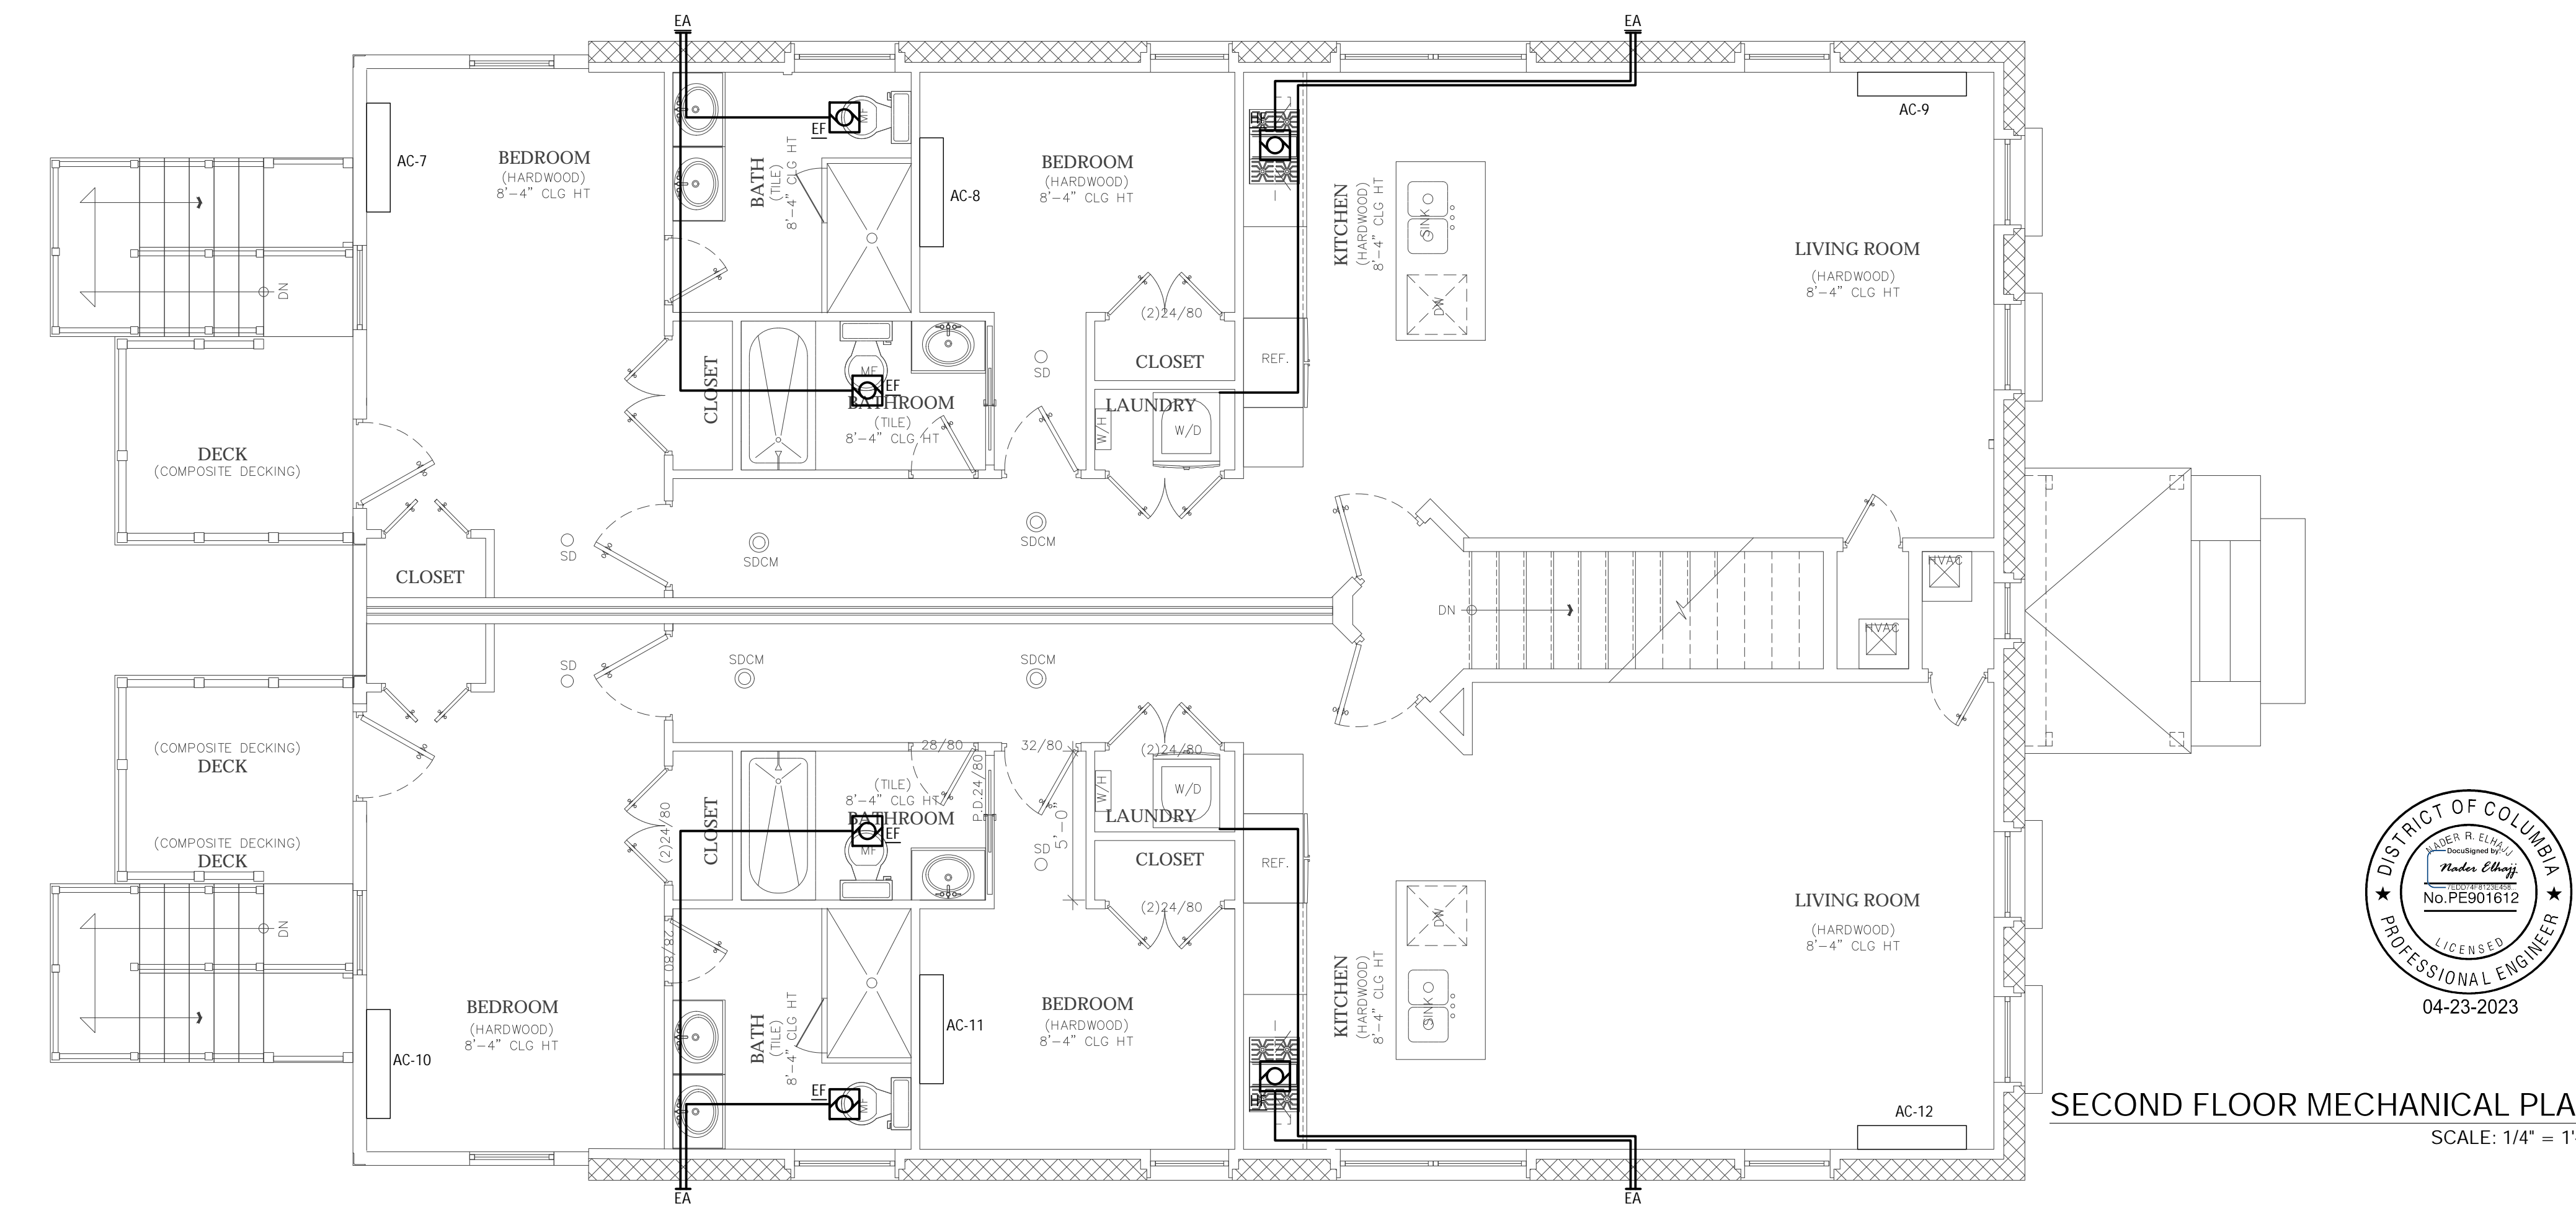 EA
EA
AC-9
EF
AC-7
BEDROOM
(HARDWOOD)
8'-4" CLG HT
BATH
(TILE)
8'-4" CLG HT
MF
AC-8
BEDROOM
(HARDWOOD)
8'-4" CLG HT
KITCHEN
(HARDWOOD)
8'-4" CLG HT
SINK
DW
LIVING ROOM
(HARDWOOD)
8'-4" CLG HT
DN
(2)24/80
CLOSET
MF
EF
BATHROOM
(TILE)
8'-4" CLG HT
SD
CLOSET
REF.
LAUNDRY
W/H
W/D
DECK
(COMPOSITE DECKING)
SD
SDCM
SDCM
CLOSET
HVAC
DN
HVAC
SD
SDCM
SDCM
(COMPOSITE DECKING)
DECK
28/80
32/80
(2)24/80
P.D.24/80
5'-0"
(2)24/80
CLOSET
(TILE)
8'-4" CLG HT
BATHROOM
EF
MF
W/H
W/D
LAUNDRY
SD
CLOSET
REF.
(COMPOSITE DECKING)
DECK
(2)24/80
DN
28/80
DW
SINK
LIVING ROOM
(HARDWOOD)
8'-4" CLG HT
BEDROOM
(HARDWOOD)
8'-4" CLG HT
BATH
(TILE)
8'-4" CLG HT
AC-11
BEDROOM
(HARDWOOD)
8'-4" CLG HT
KITCHEN
(HARDWOOD)
8'-4" CLG HT
AC-10
EF
MF
AC-12
EA
EA
DISTRICT OF COLUMBIA
NADER R. ELHAJJ
DocuSigned by:
Nader Elhajj
7EDD74F8123E458...
No.PE901612
LICENSED
PROFESSIONAL ENGINEER
04-23-2023
SECOND FLOOR MECHANICAL PLA
SCALE: 1/4" = 1'